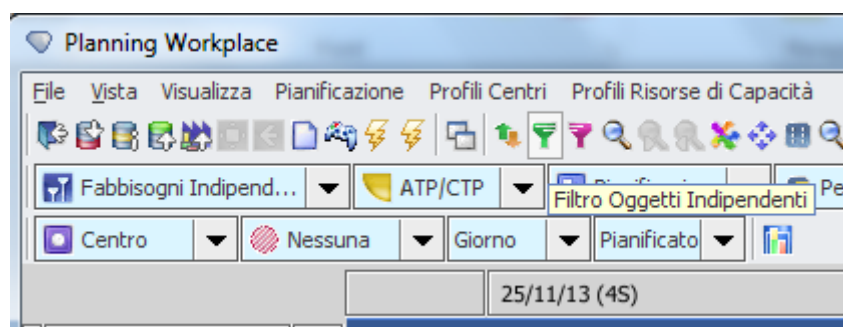 Planning Workplace
File Vista Visualizza Pianificazione Profili Centri Profili Risorse di Capacità
Fabbisogni Indipend... ATP/CTP Pe
Filtro Oggetti Indipendenti
Centro Nessuna Giorno Pianificato
25/11/13 (4S)